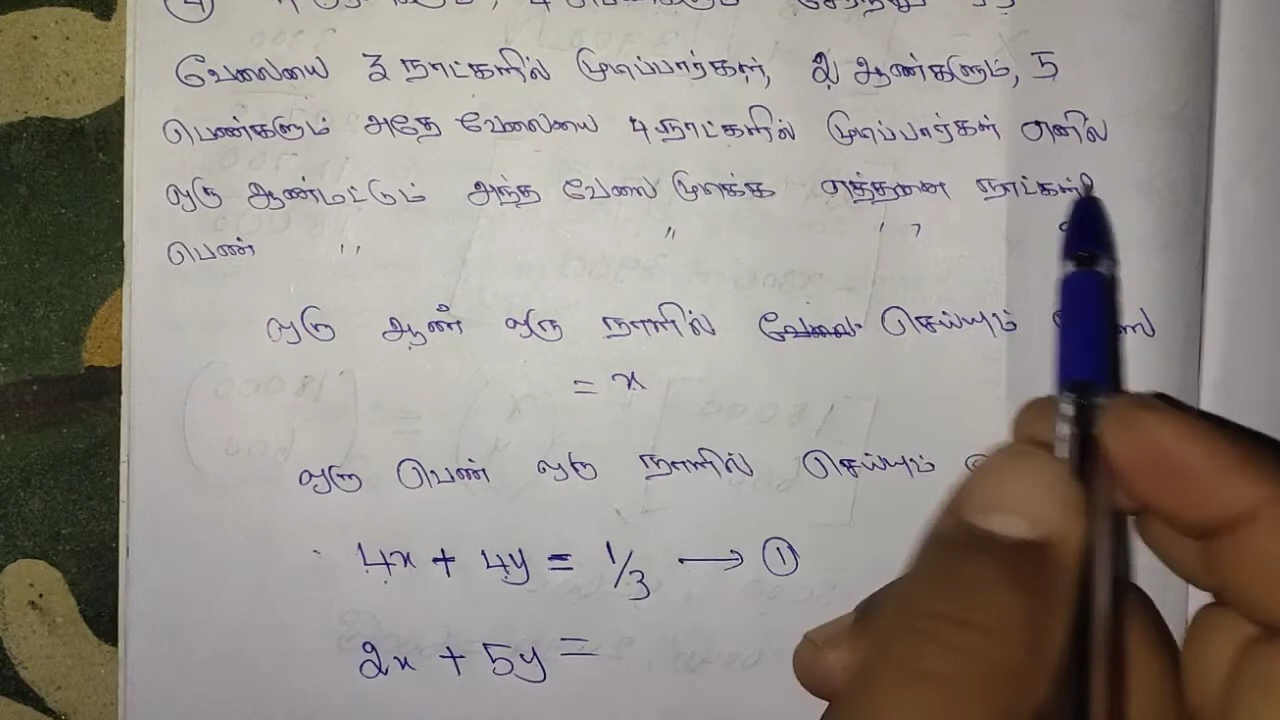 4
வேலையை 3 நாட்களில் முடிப்பார்கள், 2 ஆண்களும், 5
பெண்களும் அதே வேலையை 4 நாட்களில் முடிப்பார்கள் எனில்
ஒரு ஆண்மட்டும் அந்த வேலை முடிக்க எத்தனை
பெண் " " "
ஒரு ஆண் ஒரு நாளில் வேலை செய்யும்
= x
ஒரு பெண் ஒரு நாளில் செய்யும்
4x + 4y = 1/3 → ①
2x + 5y =